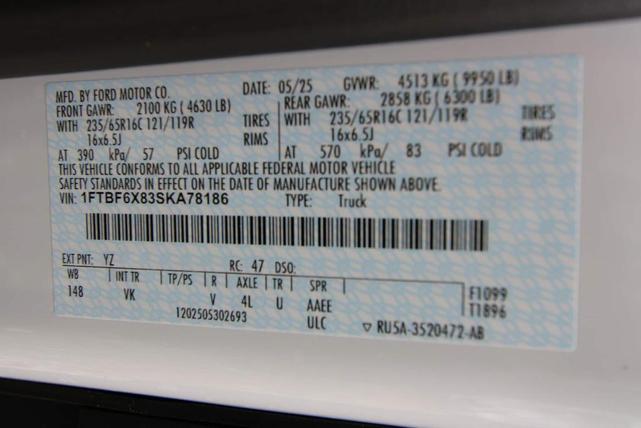 MFD. BY FORD MOTOR CO. DATE: 05/25 GVWR: 4513 KG ( 9950 LB)
FRONT GAWR: 2100 KG ( 4630 LB) REAR GAWR: 2858 KG ( 6300 LB)
WITH 235/65R16C 121/119R TIRES WITH 235/65R16C 121/119R TIRES
16x6.5J RIMS 16x6.5J RIMS
AT 390 kPa/ 57 PSI COLD AT 570 kPa/ 83 PSI COLD
THIS VEHICLE CONFORMS TO ALL APPLICABLE FEDERAL MOTOR VEHICLE
SAFETY STANDARDS IN EFFECT ON THE DATE OF MANUFACTURE SHOWN ABOVE.
VIN: 1FTBF6X83SKA78186 TYPE: Truck
EXT PNT: YZ RC: 47 DSO:
WB INT TR TP/PS R AXLE TR SPR F1099
148 VK V 4L U AAEE T1896
1202505302693 ULC ▽ RU5A-3520472-AB